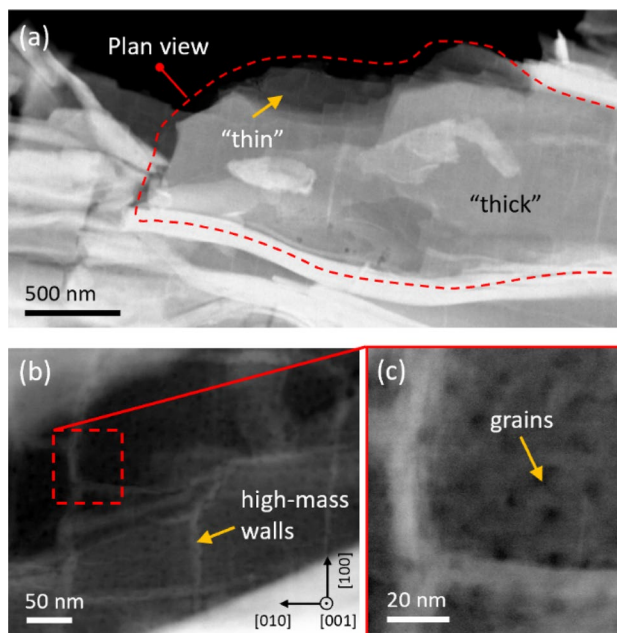 (a)
Plan view
“thin”
“thick”
500 nm
(b)
high-mass
walls
50 nm
[100]
[010]
[001]
(c)
grains
20 nm